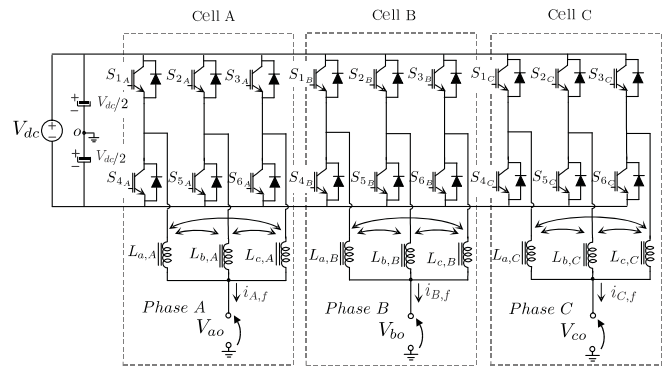 Cell A Cell B Cell C
S1A S2A S3A S1B S2B S3B S1C S2C S3C
+ Vdc/2
−
Vdc + − o
+ Vdc/2
−
S4A S5A S6A S4B S5B S6B S4C S5C S6C
La,A Lb,A Lc,A La,B Lb,B Lc,B La,C Lb,C Lc,C
iA,f iB,f iC,f
Phase A Phase B Phase C
Vao Vbo Vco